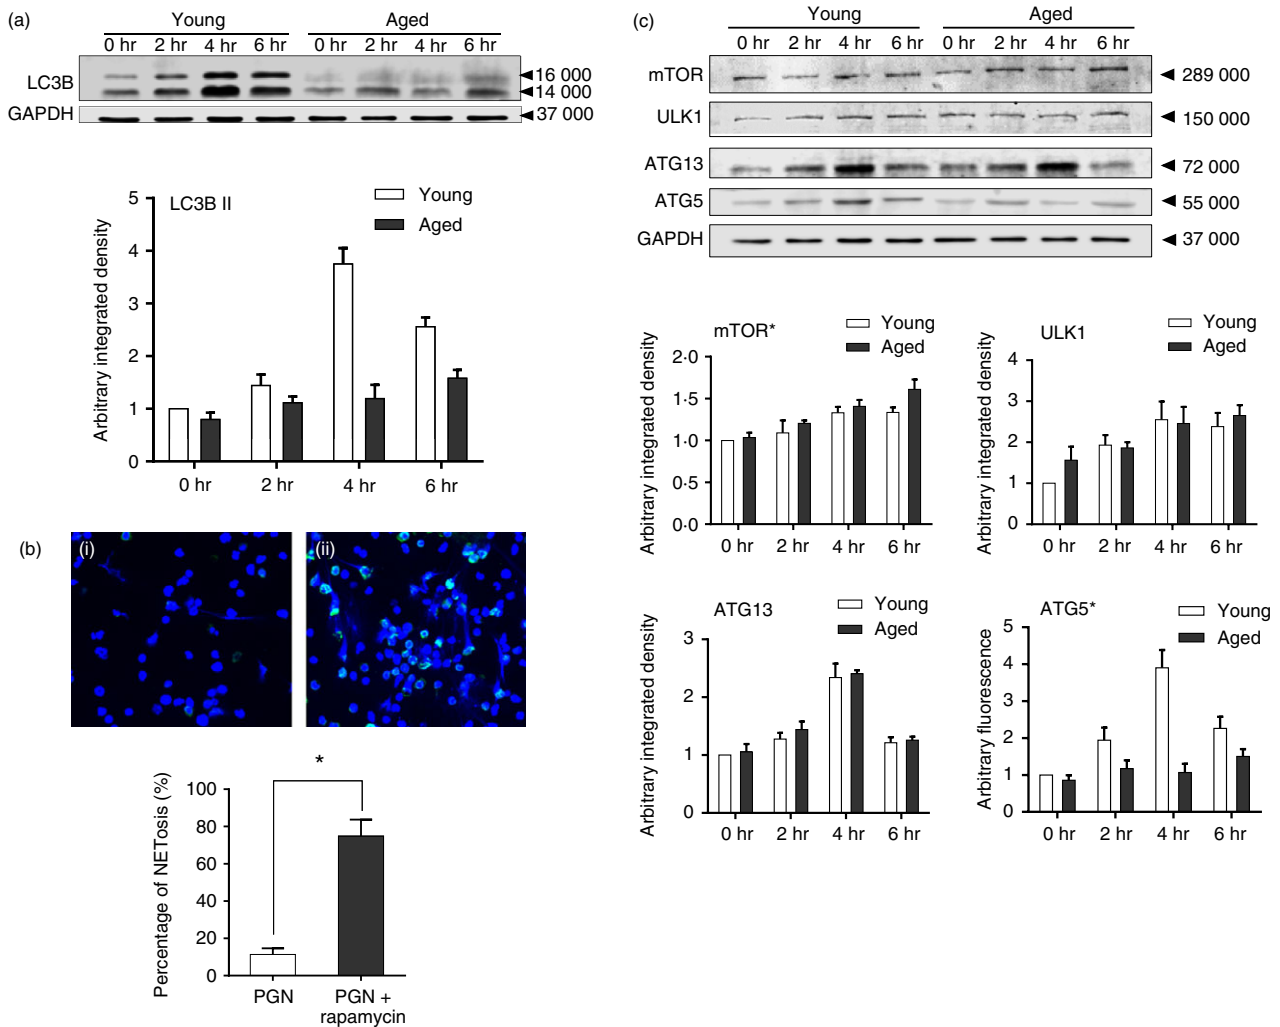 (a)
Young Aged
0 hr 2 hr 4 hr 6 hr 0 hr 2 hr 4 hr 6 hr
LC3B
16 000
14 000
GAPDH 37 000
LC3B II
Young
Aged
Arbitrary integrated density
5
4
3
2
1
0
0 hr 2 hr 4 hr 6 hr
(b)
(i) (ii)
*
Percentage of NETosis (%)
100
80
60
40
20
0
PGN PGN +
rapamycin
(c)
Young Aged
0 hr 2 hr 4 hr 6 hr 0 hr 2 hr 4 hr 6 hr
mTOR 289 000
ULK1 150 000
ATG13 72 000
ATG5 55 000
GAPDH 37 000
mTOR*
Young
Aged
Arbitrary integrated density
2·0
1·5
1·0
0·5
0·0
0 hr 2 hr 4 hr 6 hr
ULK1
Young
Aged
Arbitrary integrated density
4
3
2
1
0
0 hr 2 hr 4 hr 6 hr
ATG13
Young
Aged
Arbitrary integrated density
3
2
1
0
0 hr 2 hr 4 hr 6 hr
ATG5*
Young
Aged
Arbitrary fluorescence
5
4
3
2
1
0
0 hr 2 hr 4 hr 6 hr